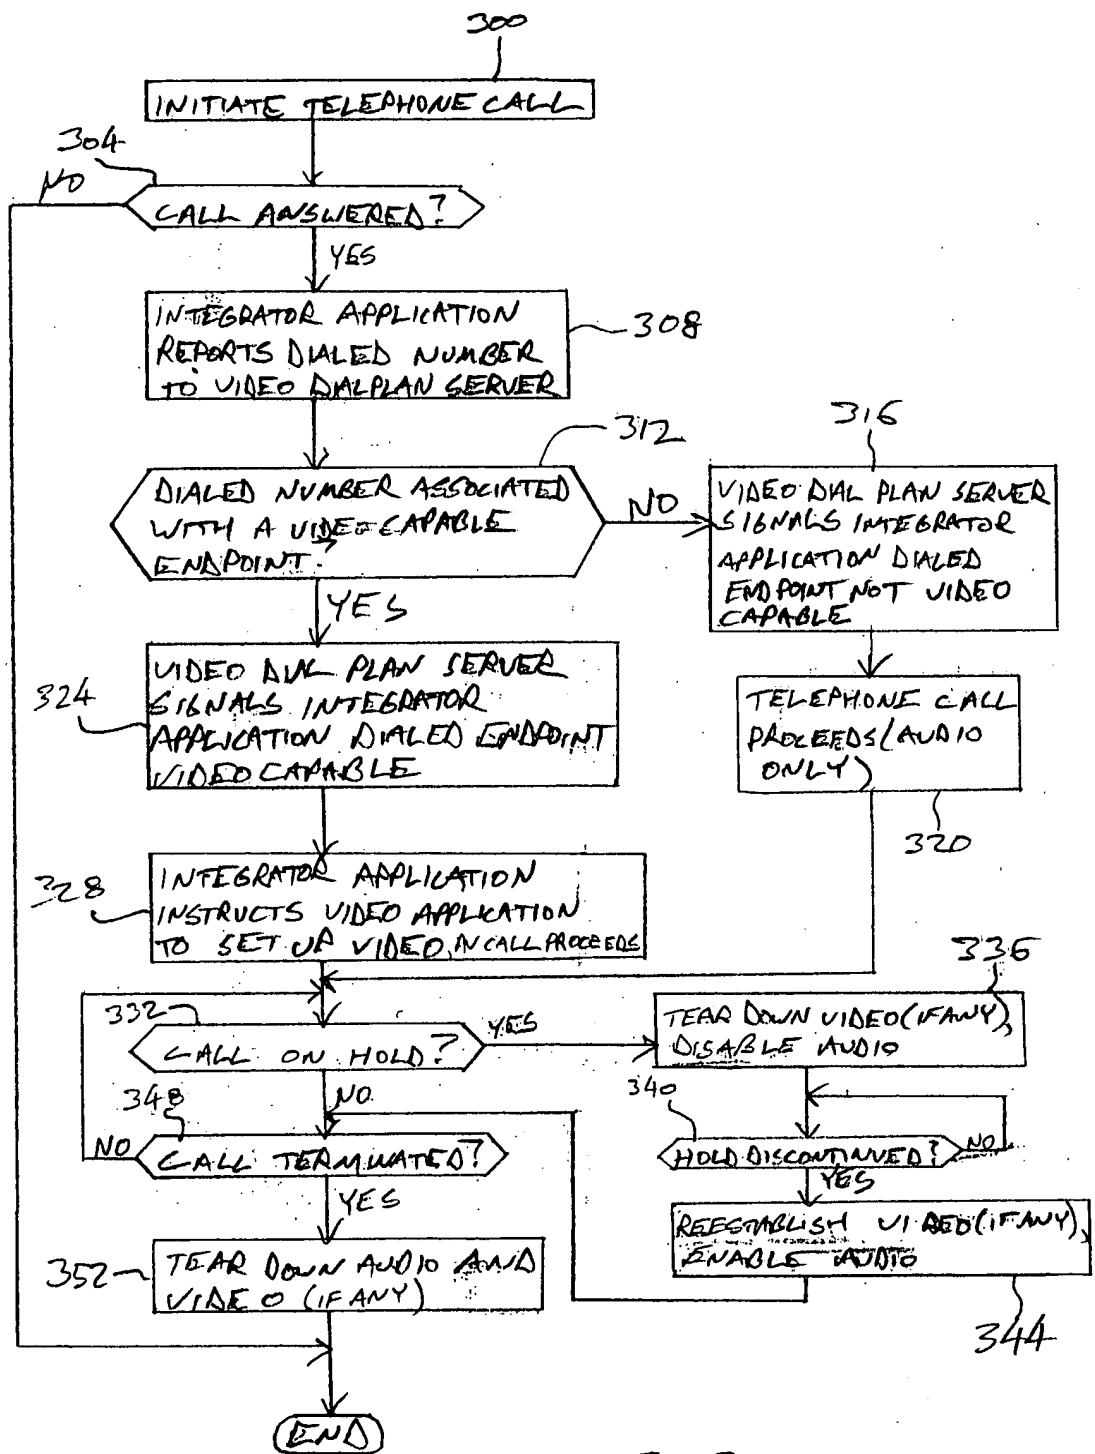 300
INITIATE TELEPHONE CALL
304
NO
CALL ANSWERED?
YES
INTEGRATOR APPLICATION
REPORTS DIALED NUMBER
TO VIDEO DIAL PLAN SERVER
308
312
DIALED NUMBER ASSOCIATED
WITH A VIDEO CAPABLE
ENDPOINT?
NO
YES
316
VIDEO DIAL PLAN SERVER
SIGNALS INTEGRATOR
APPLICATION DIALED
ENDPOINT NOT VIDEO
CAPABLE
324
VIDEO DIAL PLAN SERVER
SIGNALS INTEGRATOR
APPLICATION DIALED ENDPOINT
VIDEO CAPABLE
TELEPHONE CALL
PROCEEDS (AUDIO
ONLY)
320
328
INTEGRATOR APPLICATION
INSTRUCTS VIDEO APPLICATION
TO SET UP VIDEO, CALL PROCEEDS
332
CALL ON HOLD?
YES
NO
336
TEAR DOWN VIDEO (IF ANY),
DISABLE AUDIO
340
HOLD DISCONTINUED?
NO
YES
348
NO
CALL TERMINATED?
YES
REESTABLISH VIDEO (IF ANY),
ENABLE AUDIO
344
352
TEAR DOWN AUDIO AND
VIDEO (IF ANY)
END